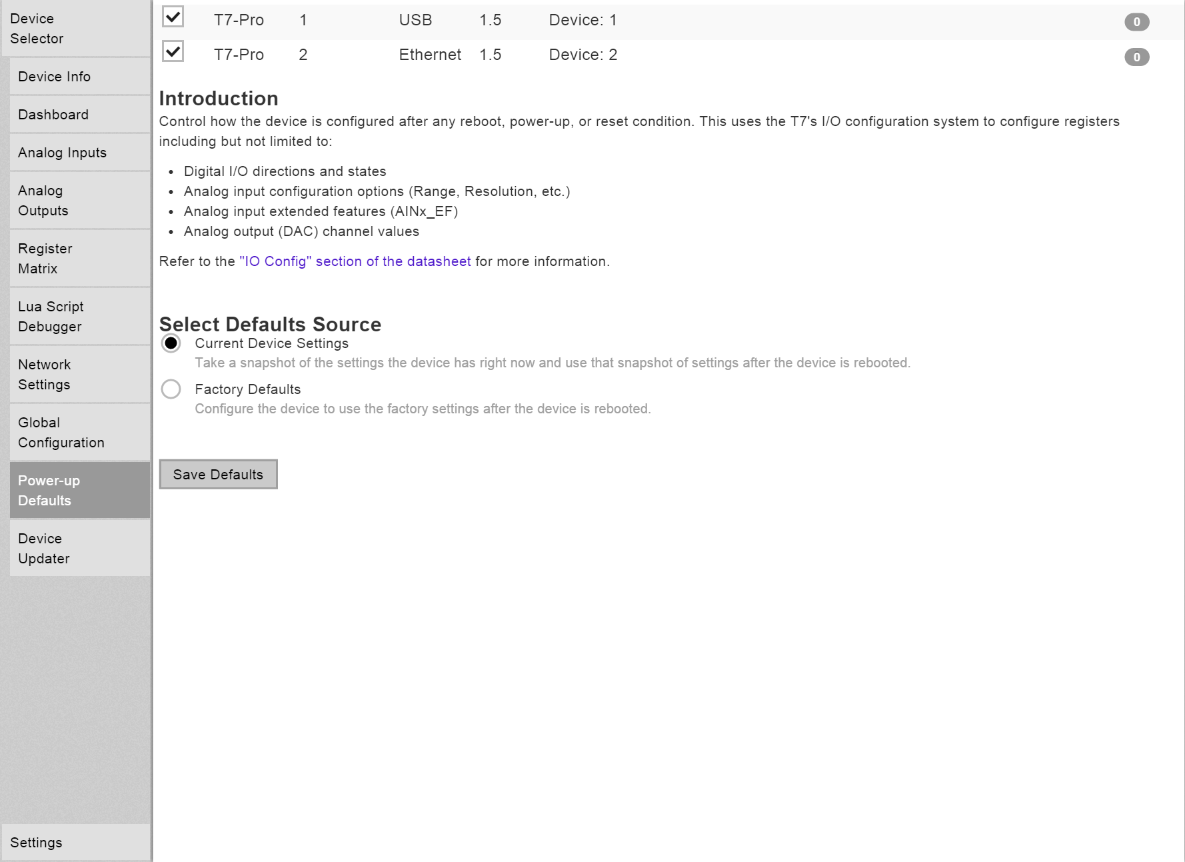 Device
Selector
Device Info
Dashboard
Analog Inputs
Analog
Outputs
Register
Matrix
Lua Script
Debugger
Network
Settings
Global
Configuration
Power-up
Defaults
Device
Updater
Settings
T7-Pro 1 USB 1.5 Device: 1 0
T7-Pro 2 Ethernet 1.5 Device: 2 0
Introduction
Control how the device is configured after any reboot, power-up, or reset condition. This uses the T7's I/O configuration system to configure registers
including but not limited to:
• Digital I/O directions and states
• Analog input configuration options (Range, Resolution, etc.)
• Analog input extended features (AINx_EF)
• Analog output (DAC) channel values
Refer to the "IO Config" section of the datasheet for more information.
Select Defaults Source
Current Device Settings
Take a snapshot of the settings the device has right now and use that snapshot of settings after the device is rebooted.
Factory Defaults
Configure the device to use the factory settings after the device is rebooted.
Save Defaults